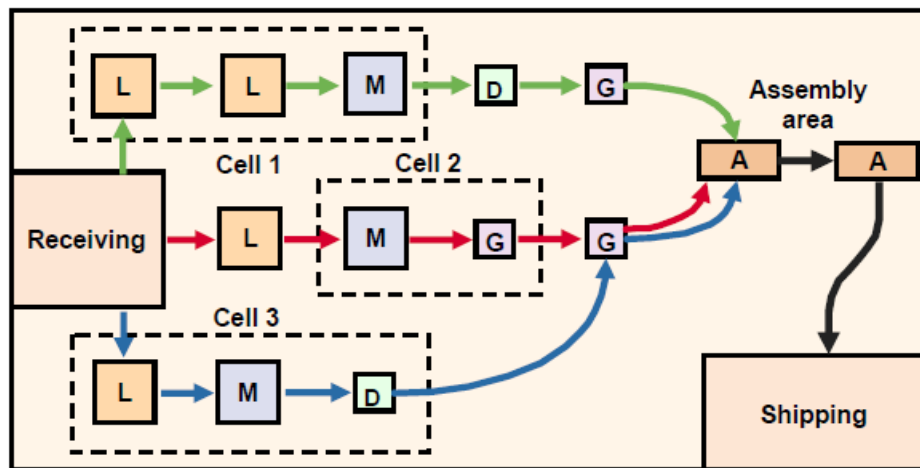 L
L
M
D
G
Assembly
area
Cell 1
Cell 2
A
A
Receiving
L
M
G
G
Cell 3
L
M
D
Shipping